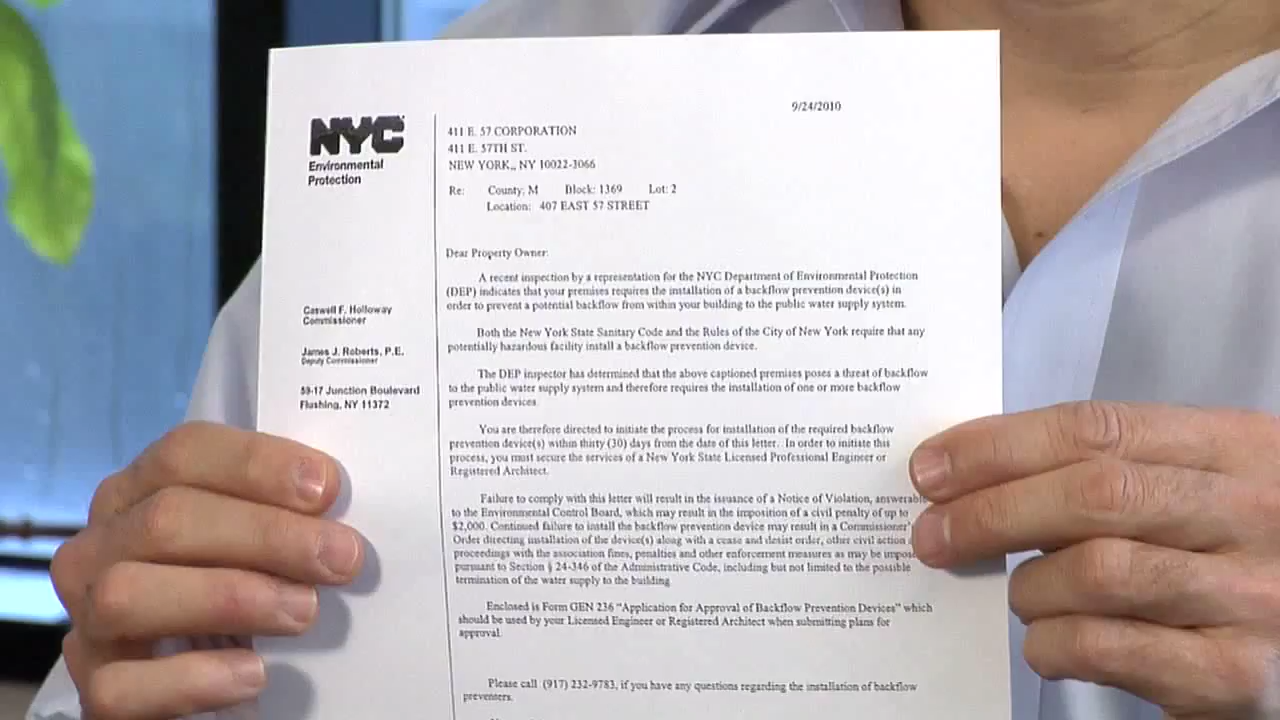 9/24/2010
NYC
Environmental
Protection
411 E. 57 CORPORATION
411 E. 57TH ST.
NEW YORK,, NY 10022-3066
Re: County: M Block: 1369 Lot: 2
Location: 407 EAST 57 STREET
Dear Property Owner:
A recent inspection by a representation for the NYC Department of Environmental Protection
(DEP) indicates that your premises requires the installation of a backflow prevention device(s) in
order to prevent a potential backflow from within your building to the public water supply system.
Caswell F. Holloway
Commissioner
James J. Roberts, P.E.
Deputy Commissioner
59-17 Junction Boulevard
Flushing, NY 11372
Both the New York State Sanitary Code and the Rules of the City of New York require that any
potentially hazardous facility install a backflow prevention device.
The DEP inspector has determined that the above captioned premises poses a threat of backflow
to the public water supply system and therefore requires the installation of one or more backflow
prevention devices.
You are therefore directed to initiate the process for installation of the required backflow
prevention device(s) within thirty (30) days from the date of this letter. In order to initiate this
process, you must secure the services of a New York State Licensed Professional Engineer or
Registered Architect.
Failure to comply with this letter will result in the issuance of a Notice of Violation, answerable
to the Environmental Control Board, which may result in the imposition of a civil penalty of up to
$2,000. Continued failure to install the backflow prevention device may result in a Commissioner'
Order directing installation of the device(s) along with a cease and desist order, other civil action
proceedings with the association fines, penalties and other enforcement measures as may be impos
pursuant to Section § 24-346 of the Administrative Code, including but not limited to the possible
termination of the water supply to the building.
Enclosed is Form GEN 236 “Application for Approval of Backflow Prevention Devices” which
should be used by your Licensed Engineer or Registered Architect when submitting plans for
approval.
Please call (917) 232-9783, if you have any questions regarding the installation of backflow
preventers.